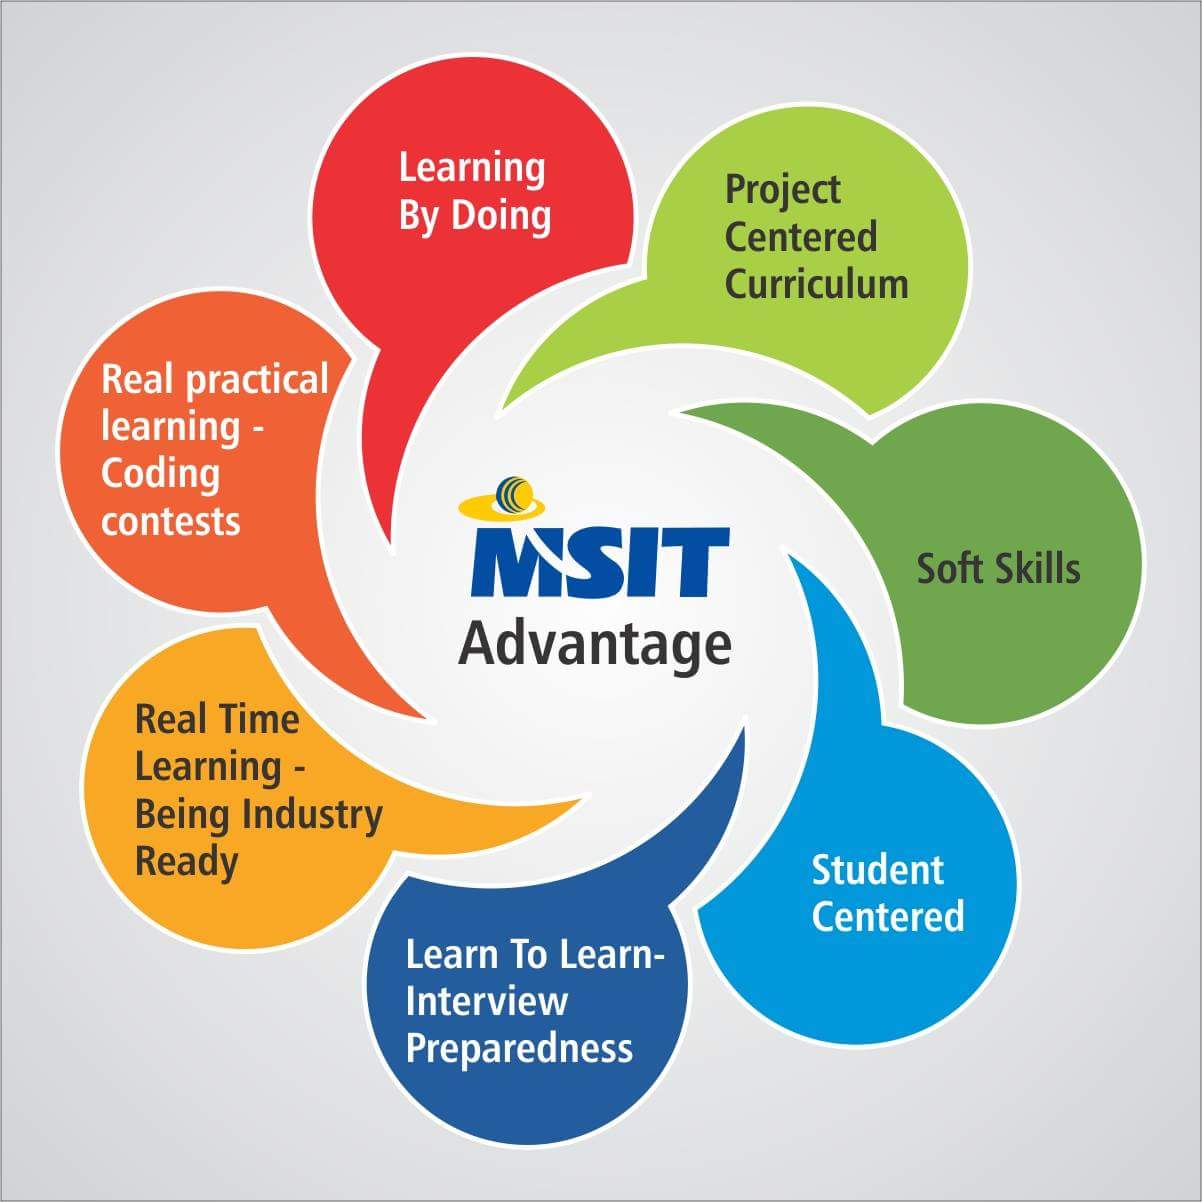 Learning
By Doing
Project
Centered
Curriculum
Soft Skills
Student
Centered
Learn To Learn-
Interview
Preparedness
Real Time
Learning -
Being Industry
Ready
Real practical
learning -
Coding
contests
MSIT
Advantage